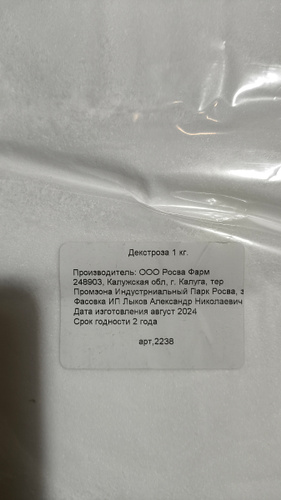 Декстроза 1 кг.
Производитель: ООО Росва Фарм
248903, Калужская обл, г. Калуга, тер
Промзона Индустрниальный Парк Росва, з
Фасовка ИП Лыков Александр Николаевич
Дата изготовления август 2024
Срок годности 2 года
арт,2238